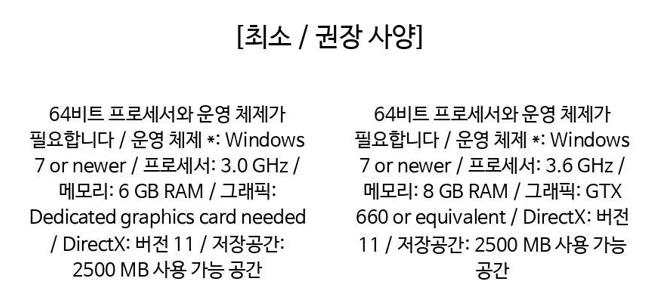 [최소 / 권장 사양]
64비트 프로세서와 운영 체제가
필요합니다 / 운영 체제 *: Windows
7 or newer / 프로세서: 3.0 GHz /
메모리: 6 GB RAM / 그래픽:
Dedicated graphics card needed
/ DirectX: 버전 11 / 저장공간:
2500 MB 사용 가능 공간
64비트 프로세서와 운영 체제가
필요합니다 / 운영 체제 *: Windows
7 or newer / 프로세서: 3.6 GHz /
메모리: 8 GB RAM / 그래픽: GTX
660 or equivalent / DirectX: 버전
11 / 저장공간: 2500 MB 사용 가능
공간